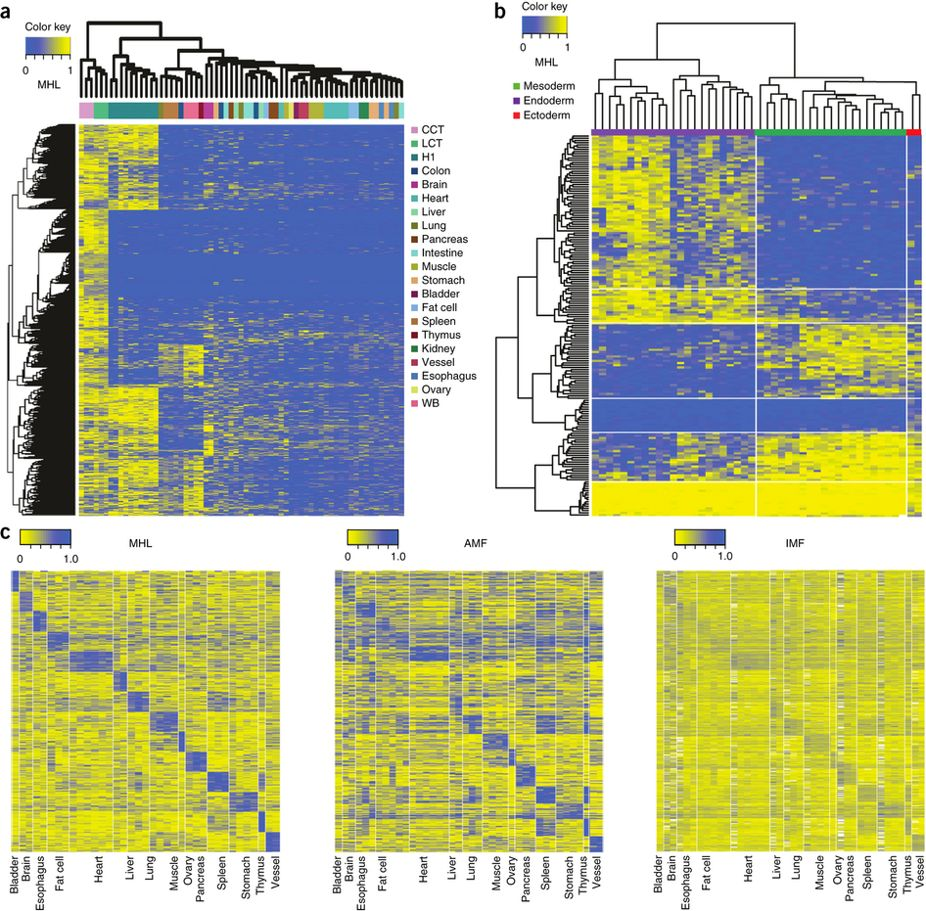 a
Color key
0 1
MHL
CCT
LCT
H1
Colon
Brain
Heart
Liver
Lung
Pancreas
Intestine
Muscle
Stomach
Bladder
Fat cell
Spleen
Thymus
Kidney
Vessel
Esophagus
Ovary
WB
b
Color key
0 1
MHL
Mesoderm
Endoderm
Ectoderm
c
0 1.0
MHL
Bladder
Brain
Esophagus
Fat cell
Heart
Liver
Lung
Muscle
Ovary
Pancreas
Spleen
Stomach
Thymus
Vessel
0 1.0
AMF
Bladder
Brain
Esophagus
Fat cell
Heart
Liver
Lung
Muscle
Ovary
Pancreas
Spleen
Stomach
Thymus
Vessel
0 1.0
IMF
Bladder
Brain
Esophagus
Fat cell
Heart
Liver
Lung
Muscle
Ovary
Pancreas
Spleen
Stomach
Thymus
Vessel